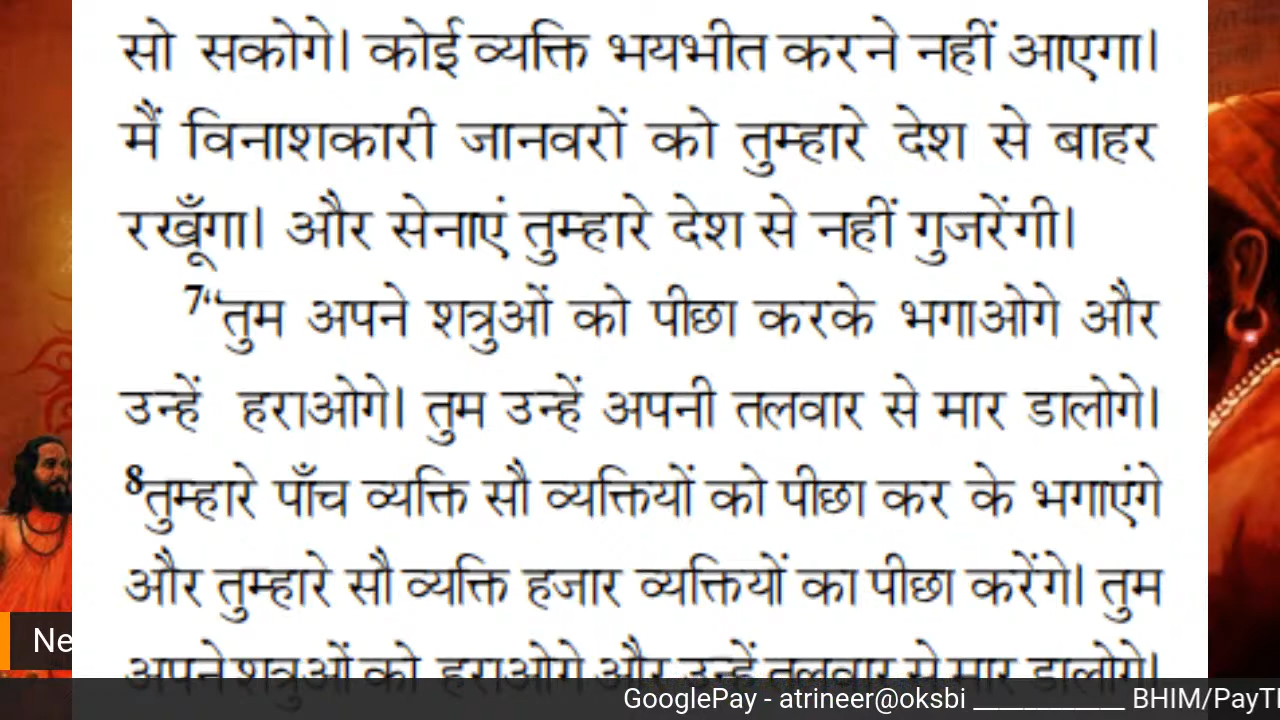 सो सकोगे। कोई व्यक्ति भयभीत करने नहीं आएगा।
मैं विनाशकारी जानवरों को तुम्हारे देश से बाहर
रखूँगा। और सेनाएं तुम्हारे देश से नहीं गुजरेंगी।
7“तुम अपने शत्रुओं को पीछा करके भगाओगे और
उन्हें हराओगे। तुम उन्हें अपनी तलवार से मार डालोगे।
8तुम्हारे पाँच व्यक्ति सौ व्यक्तियों को पीछा कर के भगाएंगे
और तुम्हारे सौ व्यक्ति हजार व्यक्तियों का पीछा करेंगे। तुम
अपने शत्रुओं को हराओगे और उन्हें तलवार से मार डालोगे।
Ne
GooglePay - atrineer@oksbi ____________ BHIM/PayT